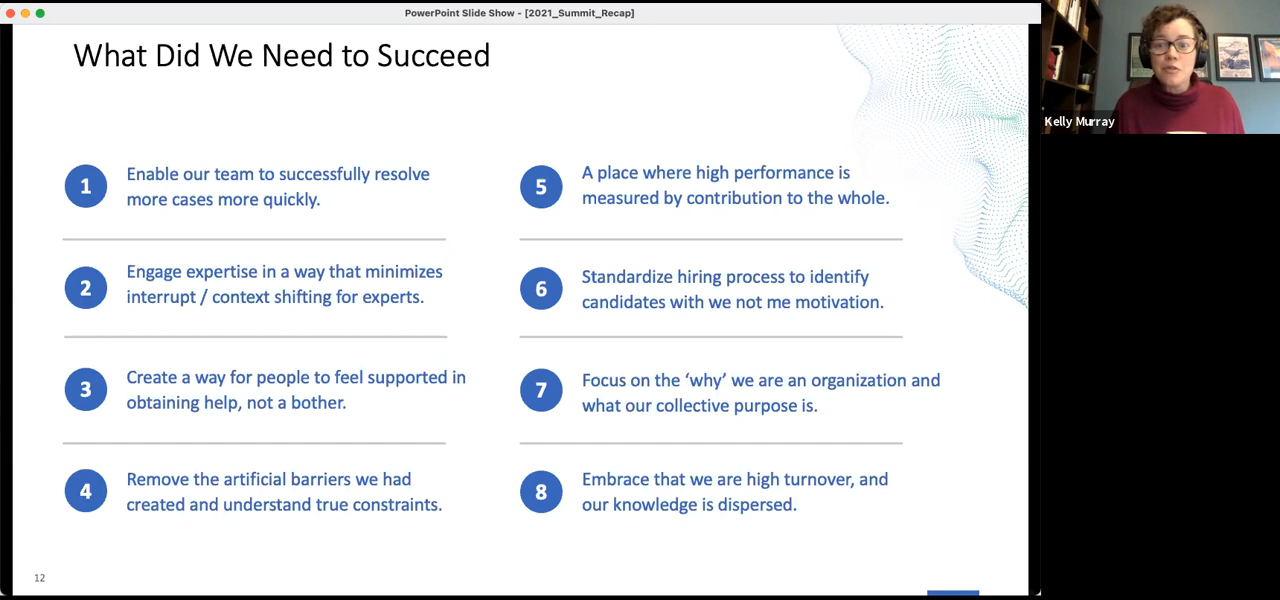 PowerPoint Slide Show - [2021_Summit_Recap]
What Did We Need to Succeed
1
Enable our team to successfully resolve
more cases more quickly.
2
Engage expertise in a way that minimizes
interrupt / context shifting for experts.
3
Create a way for people to feel supported in
obtaining help, not a bother.
4
Remove the artificial barriers we had
created and understand true constraints.
5
A place where high performance is
measured by contribution to the whole.
6
Standardize hiring process to identify
candidates with we not me motivation.
7
Focus on the ‘why’ we are an organization and
what our collective purpose is.
8
Embrace that we are high turnover, and
our knowledge is dispersed.
12
Kelly Murray